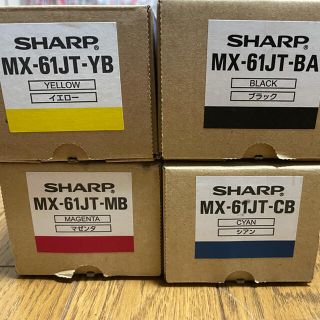 SHARP®
MX-61JT-YB
YELLOW
イエロー
SHARP®
MX-61JT-BA
BLACK
ブラック
SHARP®
MX-61JT-MB
MAGENTA
マゼンタ
SHARP®
MX-61JT-CB
CYAN
シアン